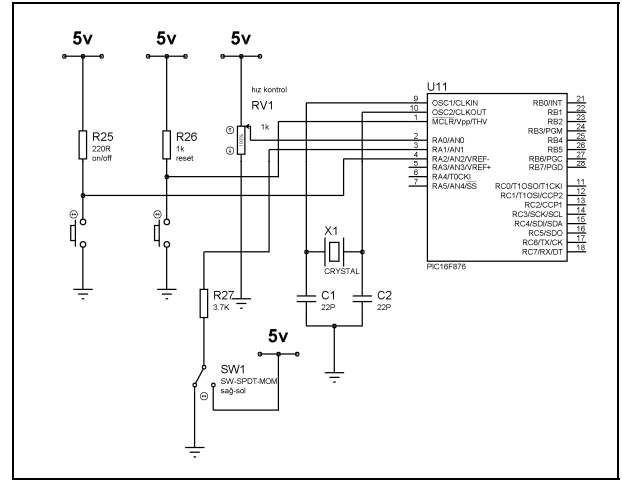 5v
5v
5v
R25
220R
on/off
R26
1k
reset
hız kontrol
RV1
1k
100%
U11
9 OSC1/CLKIN
10 OSC2/CLKOUT
1 MCLR/Vpp/THV
2 RA0/AN0
3 RA1/AN1
4 RA2/AN2/VREF-
5 RA3/AN3/VREF+
6 RA4/T0CKI
7 RA5/AN4/SS
RB0/INT 21
RB1 22
RB2 23
RB3/PGM 24
RB4 25
RB5 26
RB6/PGC 27
RB7/PGD 28
RC0/T1OSO/T1CKI 11
RC1/T1OSI/CCP2 12
RC2/CCP1 13
RC3/SCK/SCL 14
RC4/SDI/SDA 15
RC5/SDO 16
RC6/TX/CK 17
RC7/RX/DT 18
PIC16F876
X1
CRYSTAL
C1
22P
C2
22P
R27
3.7K
5v
SW1
SW-SPDT-MOM
sağ-sol